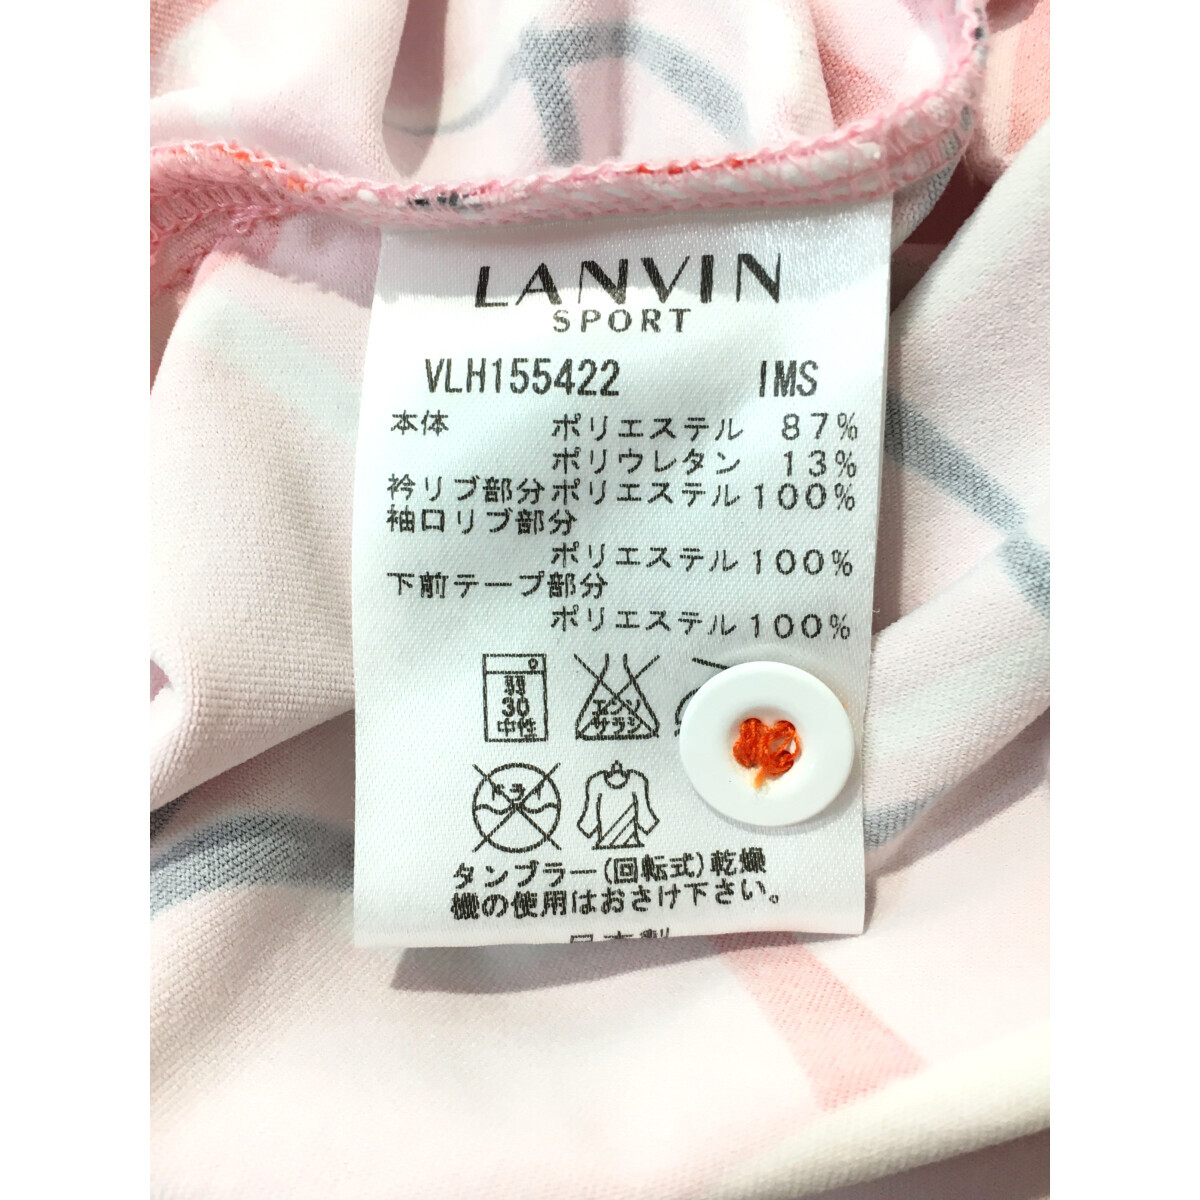 LANVIN
SPORT
VLH155422 IMS
本体 ポリエステル 87%
ポリウレタン 13%
衿リブ部分ポリエステル100%
袖口リブ部分
ポリエステル100%
下前テープ部分
ポリエステル100%
弱
30
中性
エンソ
サラシ
ドライ
タンブラー(回転式)乾燥
機の使用はおさけ下さい。
日本製